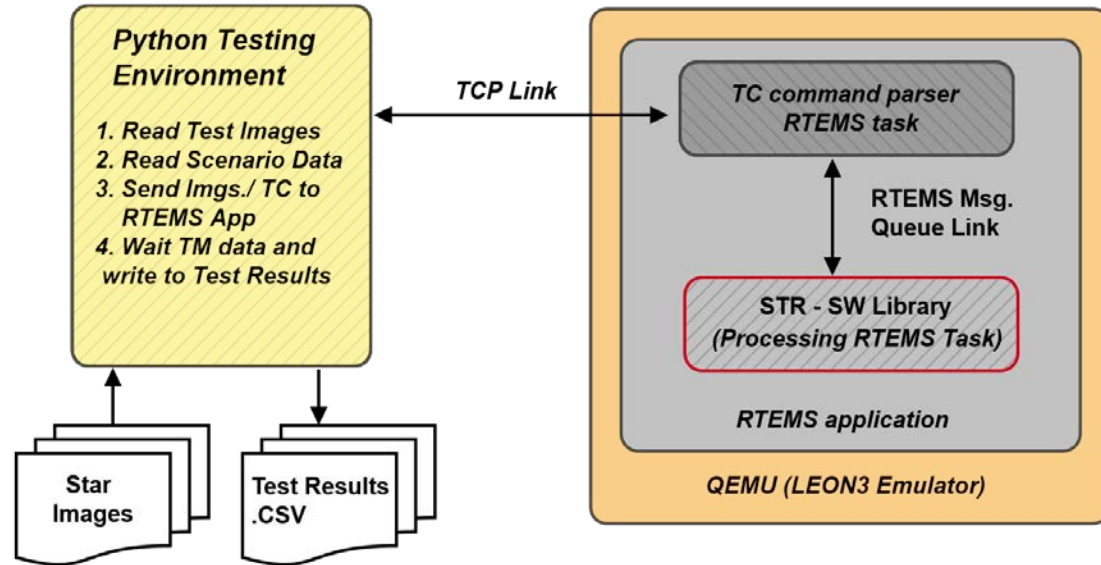 Python Testing
Environment
1. Read Test Images
2. Read Scenario Data
3. Send Imgs./ TC to
RTEMS App
4. Wait TM data and
write to Test Results
TCP Link
TC command parser
RTEMS task
RTEMS Msg.
Queue Link
STR - SW Library
(Processing RTEMS Task)
RTEMS application
QEMU (LEON3 Emulator)
Star
Images
Test Results
.CSV